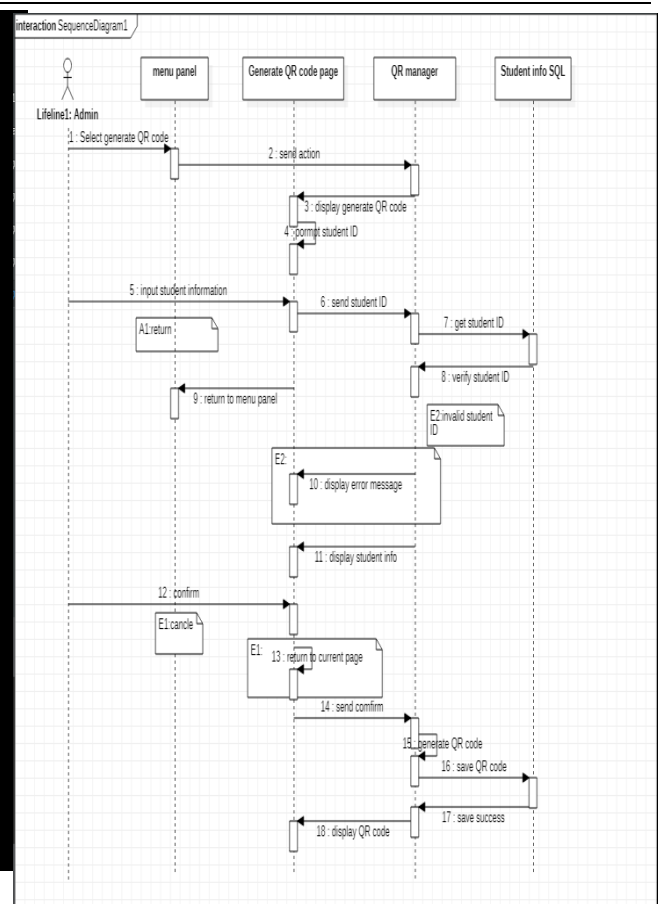 interaction SequenceDiagram1
menu panel
Generate QR code page
QR manager
Student info SQL
Lifeline1: Admin
1 : Select generate QR code
2 : send action
3 : display generate QR code
4 : pormpt student ID
5 : input student information
6 : send student ID
A1:return
7 : get student ID
8 : verify student ID
9 : return to menu panel
E2:invalid student
ID
E2:
10 : display error message
11 : display student info
12 : confirm
E1:cancle
E1:
13 : return to current page
14 : send comfirm
15 : generate QR code
16 : save QR code
17 : save success
18 : display QR code